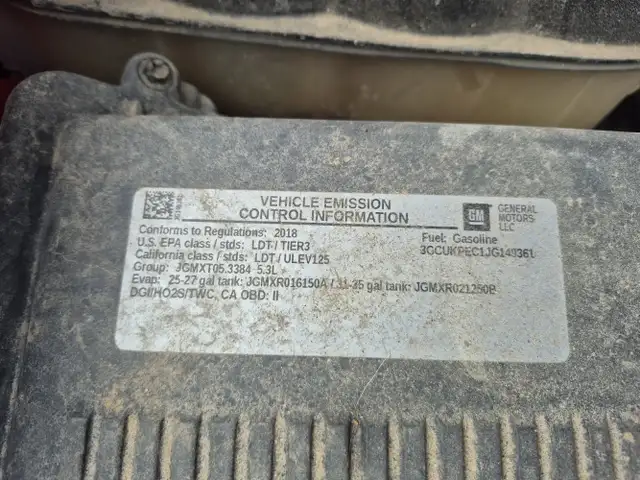 VEHICLE EMISSION
CONTROL INFORMATION
GM
GENERAL
MOTORS
LLC
Conforms to Regulations: 2018
U.S. EPA class / stds: LDT / TIER3
California class / stds: LDT / ULEV125
Group: JGMXT05.3384 5.3L
Evap: 25-27 gal tank: JGMXR016150A / 31-35 gal tank: JGMXR021250B
DGI/HO2S/TWC, CA OBD: II
Fuel: Gasoline